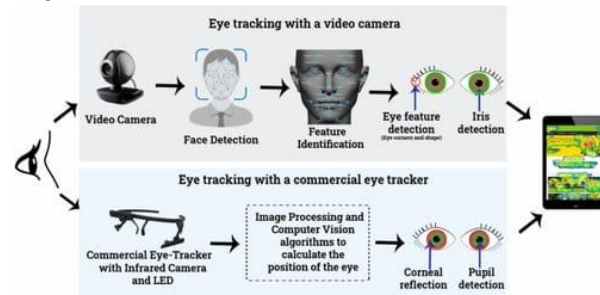 Eye tracking with a video camera
Video Camera
Face Detection
Feature
Identification
Eye feature
detection
(Eye corners and shape)
Iris
detection
Eye tracking with a commercial eye tracker
Commercial Eye-Tracker
with Infrared Camera
and LED
Image Processing and
Computer Vision
algorithms to
calculate the
position of the eye
Corneal
reflection
Pupil
detection